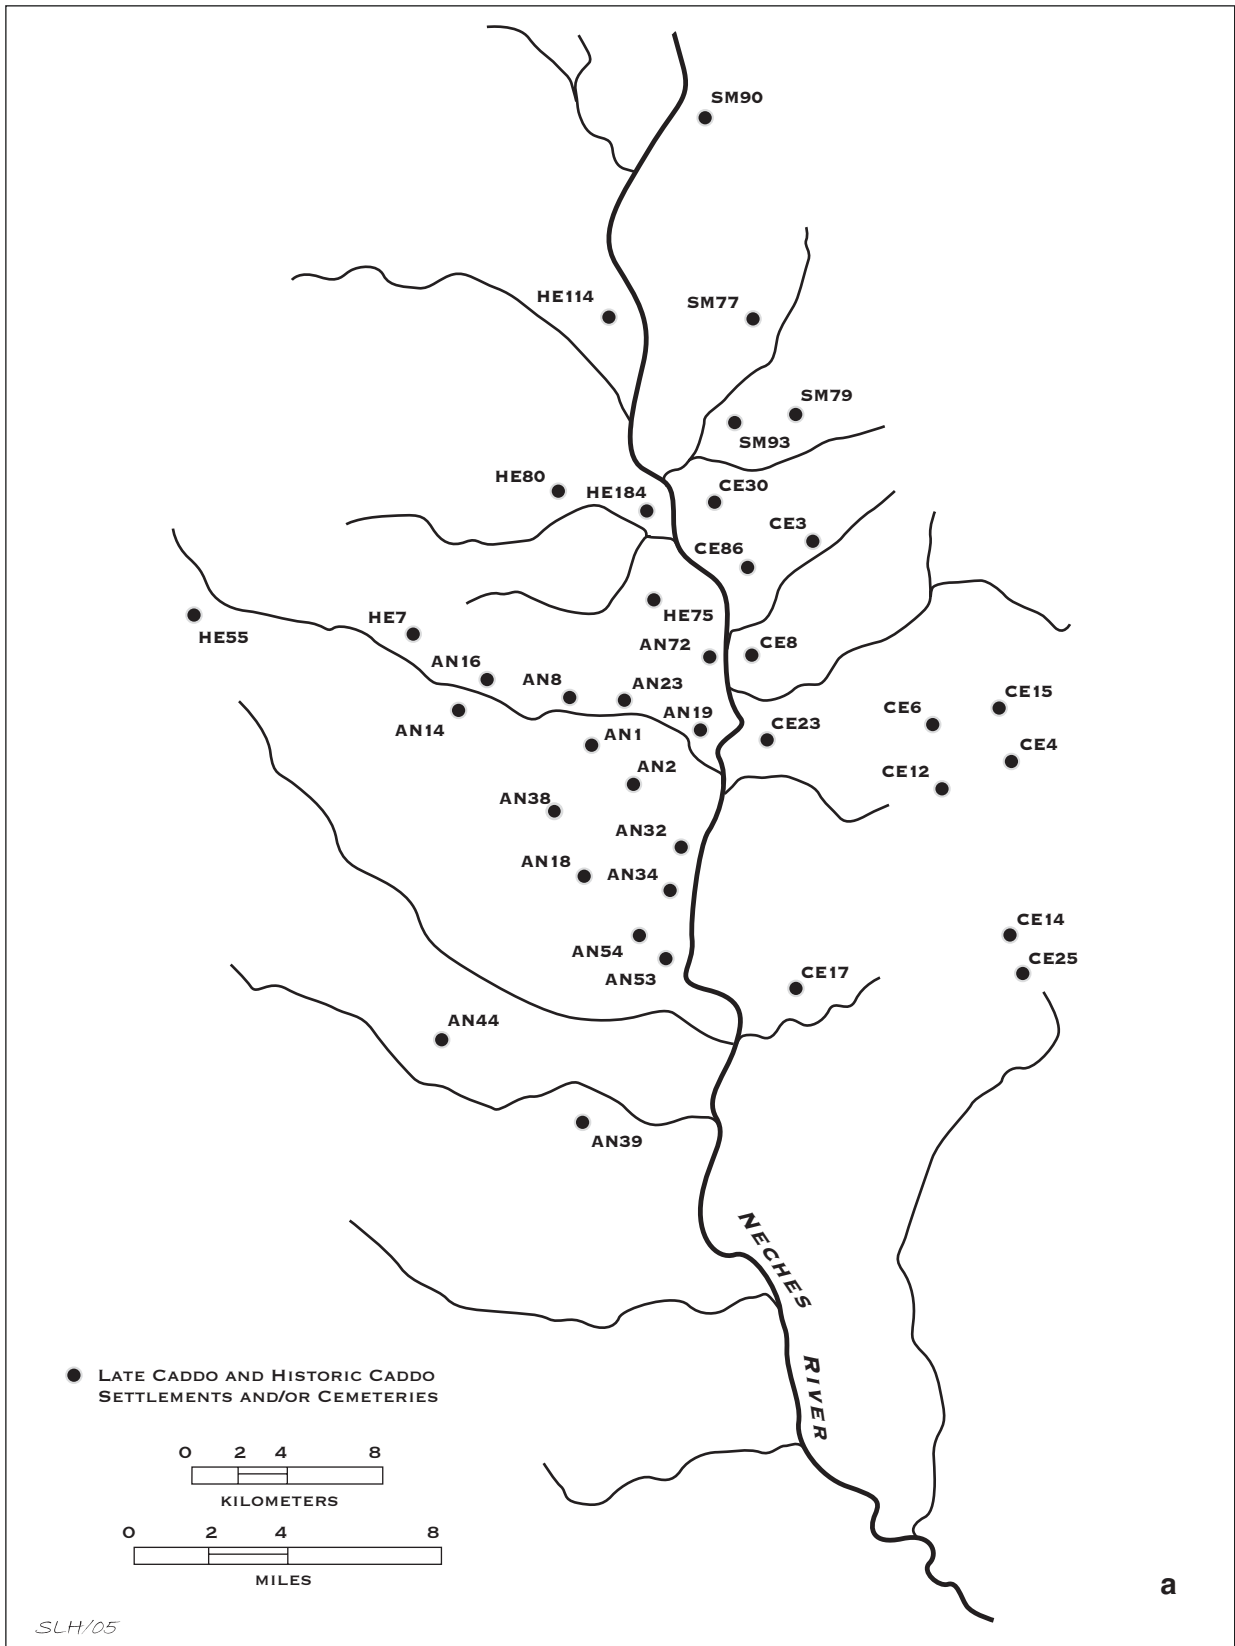 SM90
HE114
SM77
SM79
SM93
HE80
HE184
CE30
CE3
CE86
HE75
HE55
HE7
AN72
CE8
AN16
AN8
AN23
AN14
AN19
CE23
CE6
CE15
AN1
CE4
AN2
CE12
AN38
AN32
AN18
AN34
CE14
AN54
CE25
AN53
CE17
AN44
AN39
NECHES
RIVER
LATE CADDO AND HISTORIC CADDO
SETTLEMENTS AND/OR CEMETERIES
0 2 4 8
KILOMETERS
0 2 4 8
MILES
a
SLH/05